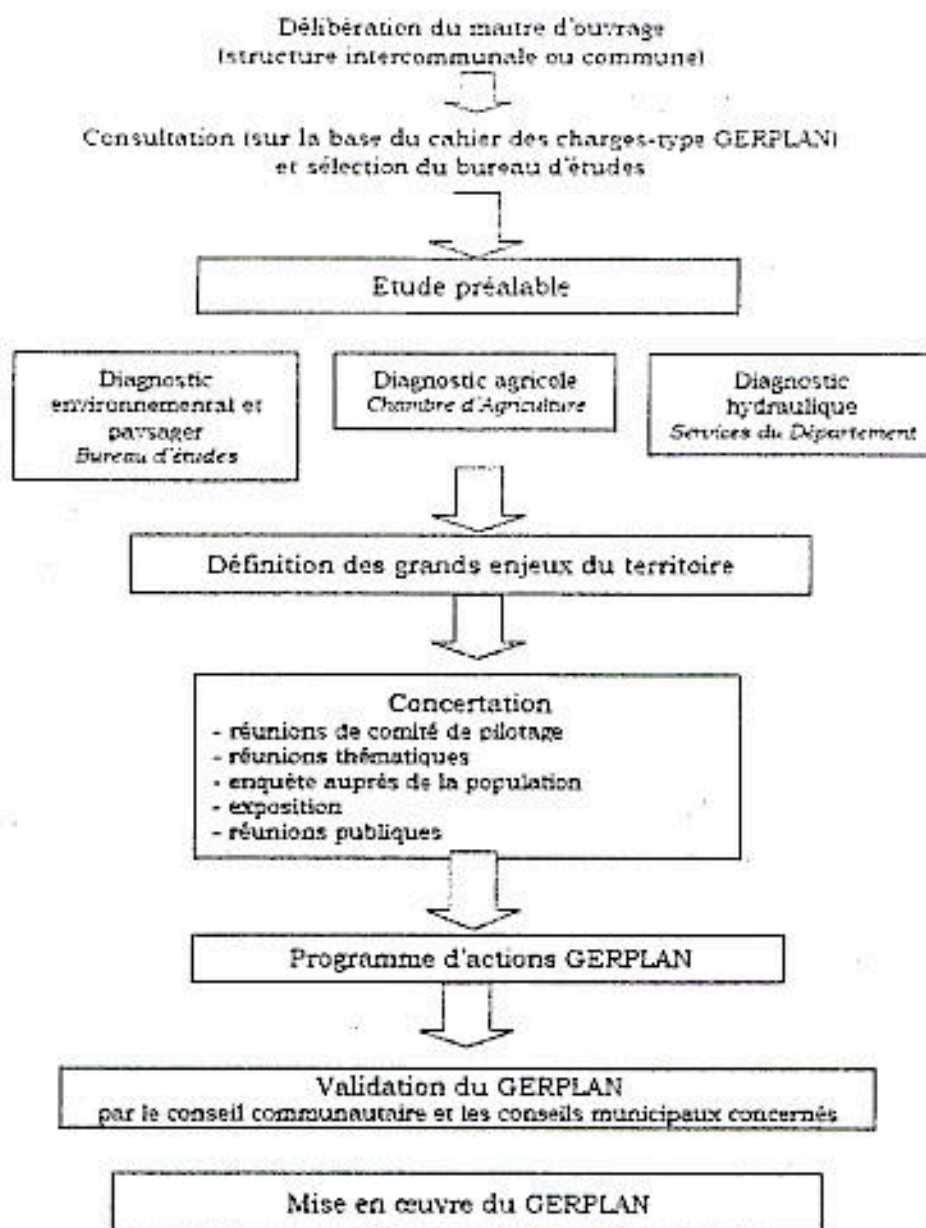 Délibération du maître d'ouvrage
(structure intercommunale ou commune)
Consultation (sur la base du cahier des charges-type GERPLAN)
et sélection du bureau d'études
Etude préalable
Diagnostic
environnemental et
paysager
Bureau d'études
Diagnostic agricole
Chambre d'Agriculture
Diagnostic
hydraulique
Services du Département
Définition des grands enjeux du territoire
Concertation
- réunions de comité de pilotage
- réunions thématiques
- enquête auprès de la population
- exposition
- réunions publiques
Programme d'actions GERPLAN
Validation du GERPLAN
par le conseil communautaire et les conseils municipaux concernés
Mise en œuvre du GERPLAN